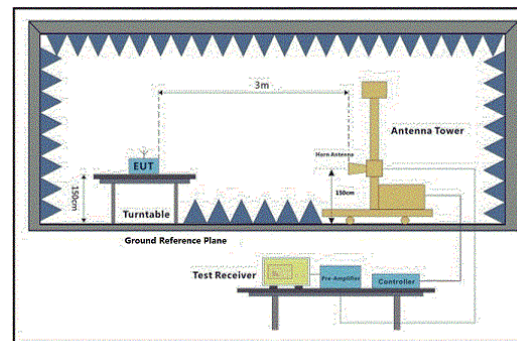 3m
Antenna Tower
Horn Antenna
EUT
150cm
150cm
Turntable
Ground Reference Plane
Test Receiver
Pre-Amplifier
Controller